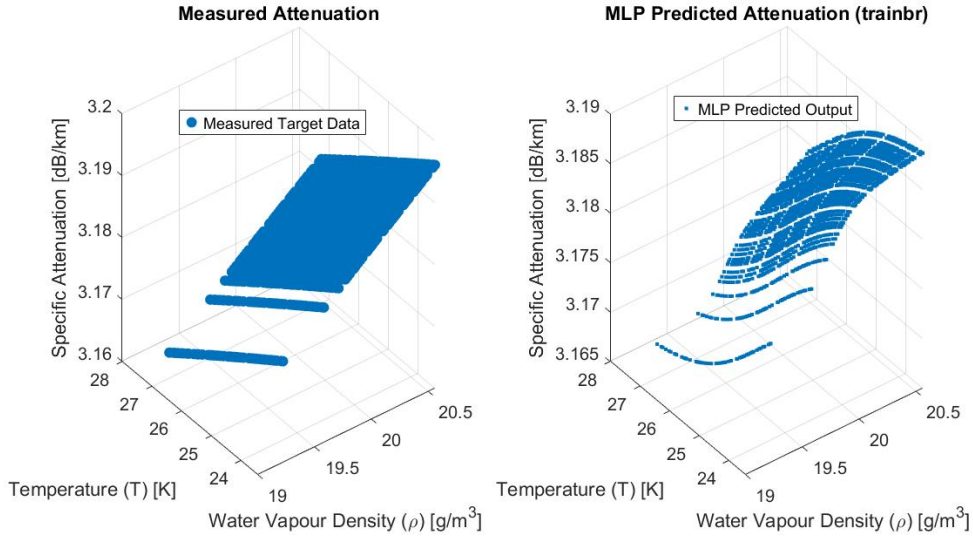 Measured Attenuation
Specific Attenuation [dB/km]
3.2
3.19
3.18
3.17
3.16
Measured Target Data
28
27
26
25
24
Temperature (T) [K]
19
19.5
20
20.5
Water Vapour Density (ρ) [g/m³]
MLP Predicted Attenuation (trainbr)
Specific Attenuation [dB/km]
3.19
3.185
3.18
3.175
3.17
3.165
MLP Predicted Output
28
27
26
25
24
Temperature (T) [K]
19
19.5
20
20.5
Water Vapour Density (ρ) [g/m³]